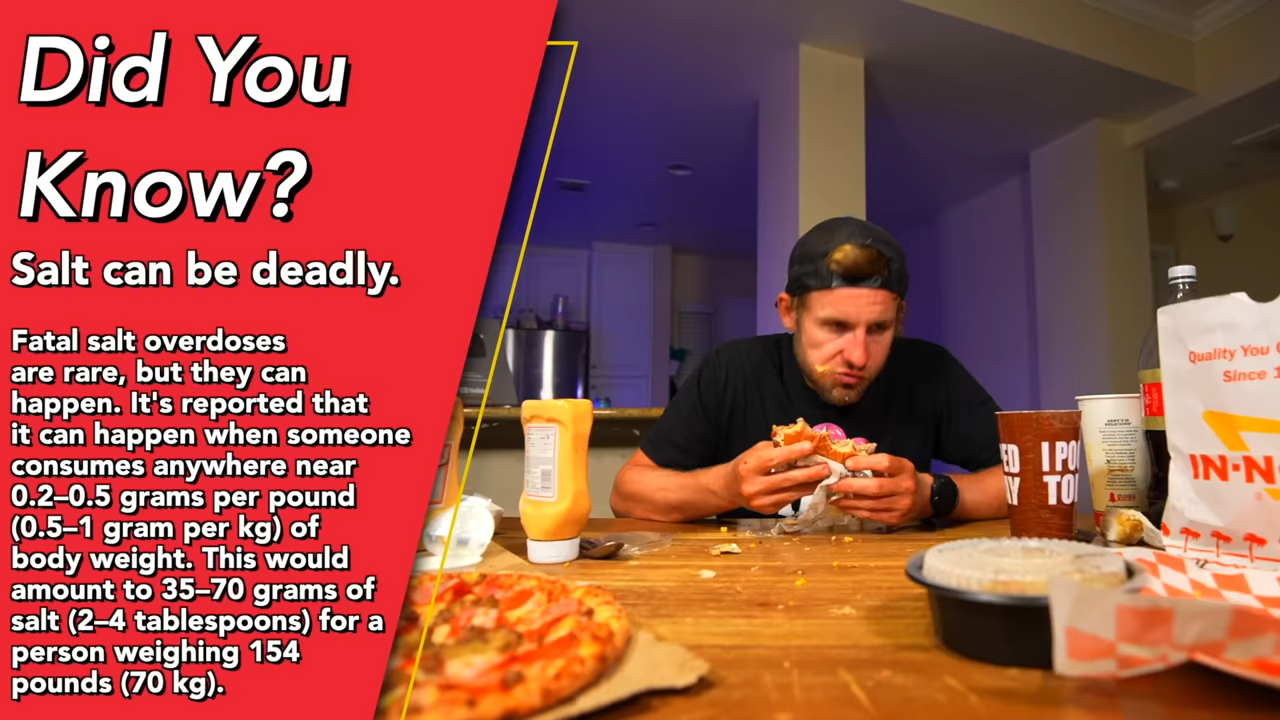 Did You
Know?
Salt can be deadly.
Fatal salt overdoses
are rare, but they can
happen. It's reported that
it can happen when someone
consumes anywhere near
0.2–0.5 grams per pound
(0.5–1 gram per kg) of
body weight. This would
amount to 35–70 grams of
salt (2–4 tablespoons) for a
person weighing 154
pounds (70 kg).
Quality You
Since 1
IN-N
I POO
TO